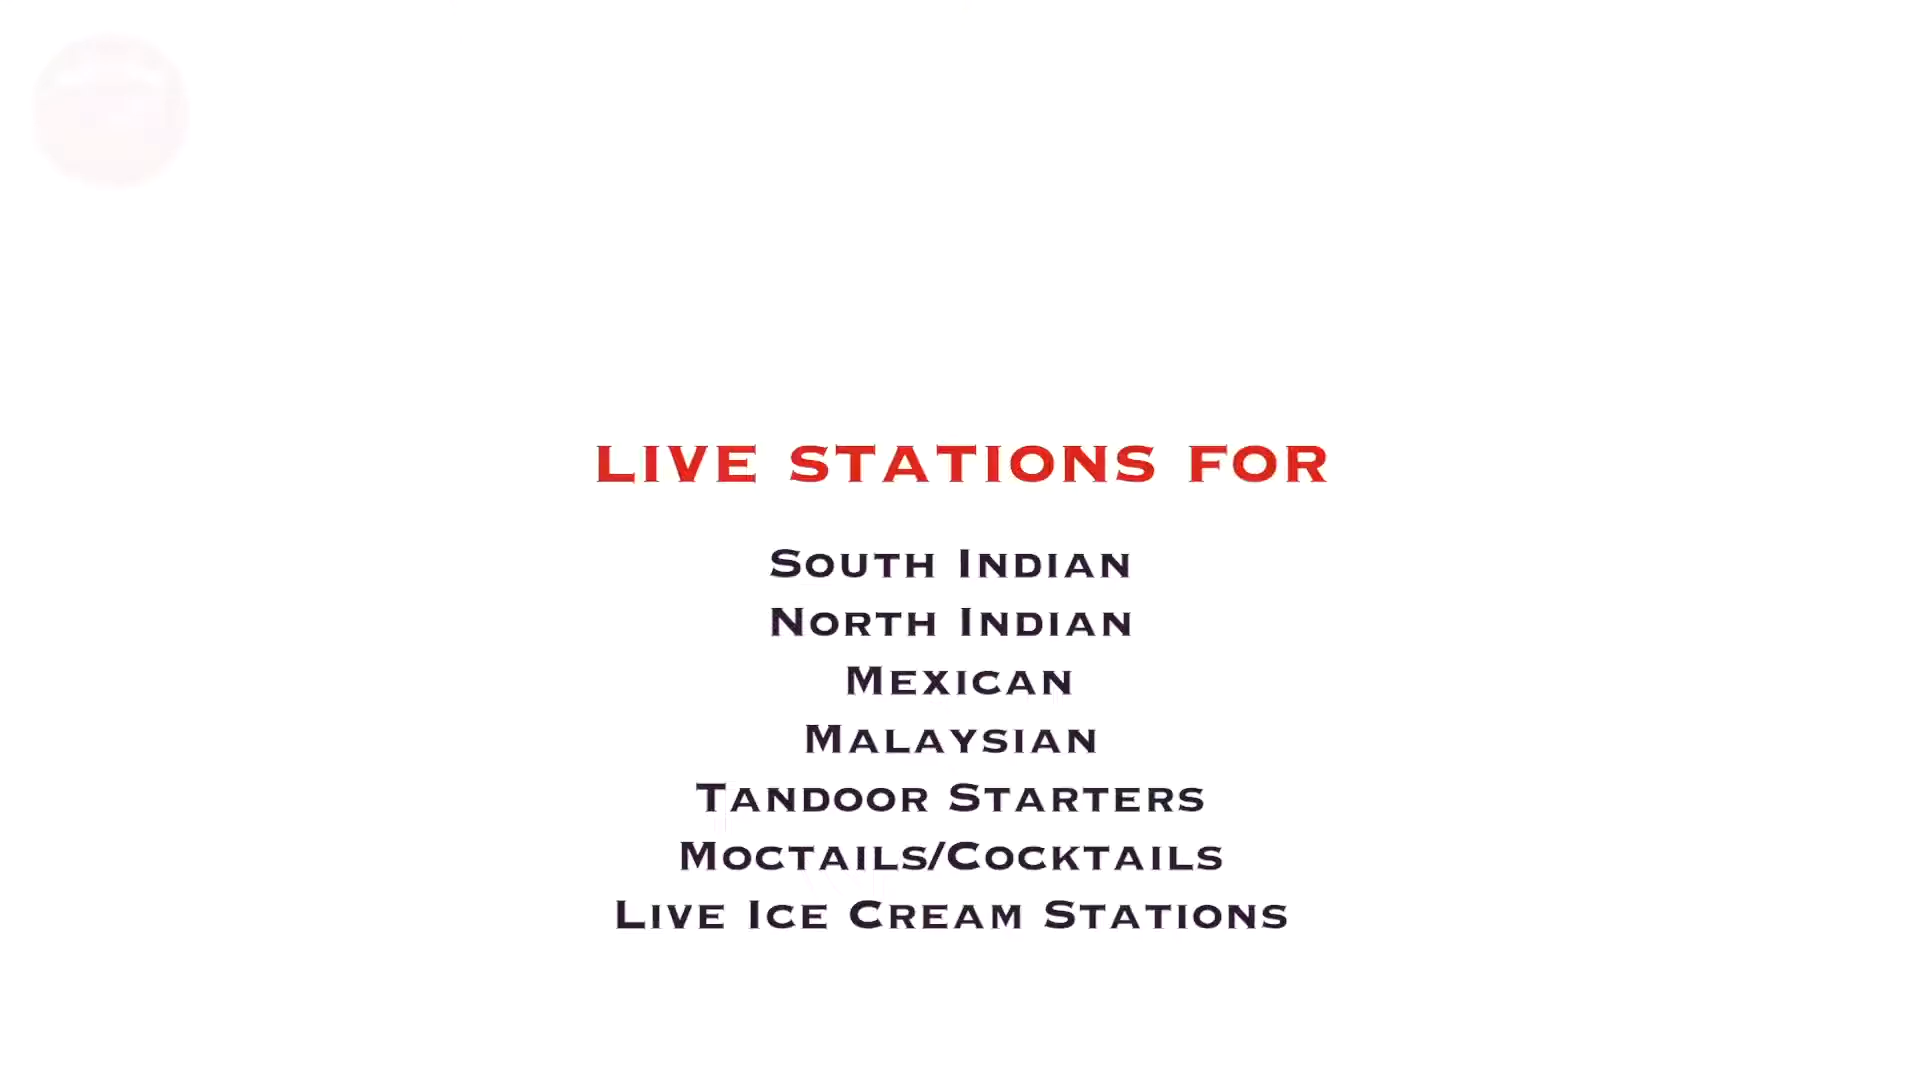 LIVE STATIONS FOR
South Indian
North Indian
Mexican
Malaysian
Tandoor Starters
Moctails/Cocktails
Live Ice Cream Stations